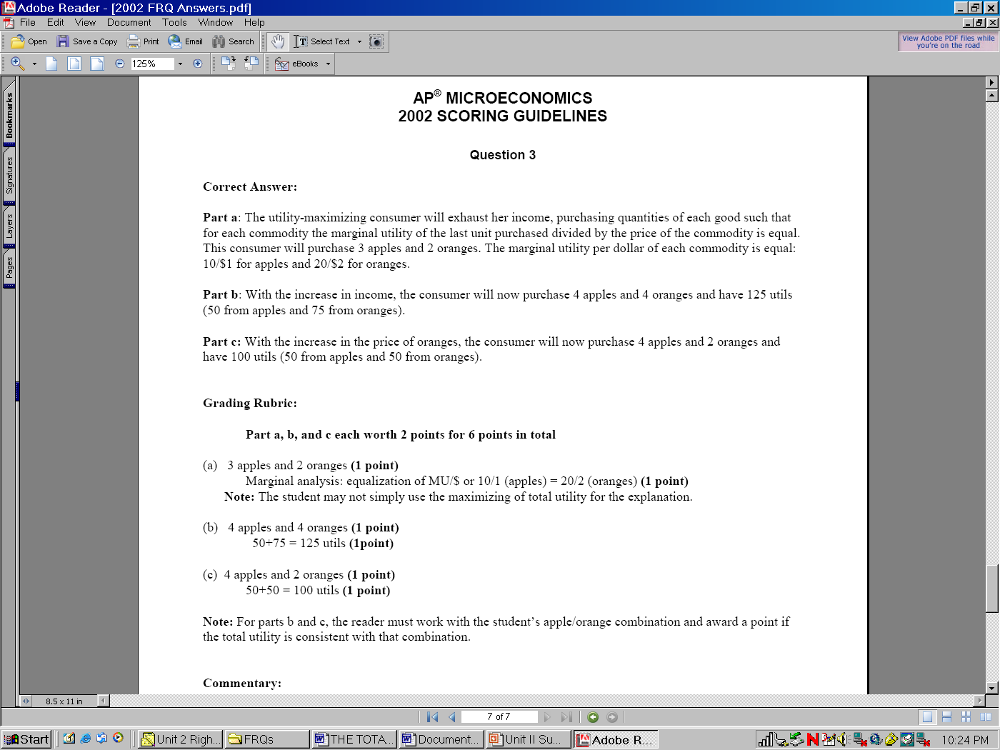 Adobe Reader - [2002 FRQ Answers.pdf]
File Edit View Document Tools Window Help
Open Save a Copy Print Email Search Select Text
View Adobe PDF files while
you're on the road
125% eBooks
Bookmarks
Signatures
Layers
Pages
AP® MICROECONOMICS
2002 SCORING GUIDELINES
Question 3
Correct Answer:
Part a: The utility-maximizing consumer will exhaust her income, purchasing quantities of each good such that
for each commodity the marginal utility of the last unit purchased divided by the price of the commodity is equal.
This consumer will purchase 3 apples and 2 oranges. The marginal utility per dollar of each commodity is equal:
10/$1 for apples and 20/$2 for oranges.
Part b: With the increase in income, the consumer will now purchase 4 apples and 4 oranges and have 125 utils
(50 from apples and 75 from oranges).
Part c: With the increase in the price of oranges, the consumer will now purchase 4 apples and 2 oranges and
have 100 utils (50 from apples and 50 from oranges).
Grading Rubric:
Part a, b, and c each worth 2 points for 6 points in total
(a) 3 apples and 2 oranges (1 point)
Marginal analysis: equalization of MU/$ or 10/1 (apples) = 20/2 (oranges) (1 point)
Note: The student may not simply use the maximizing of total utility for the explanation.
(b) 4 apples and 4 oranges (1 point)
50+75 = 125 utils (1point)
(c) 4 apples and 2 oranges (1 point)
50+50 = 100 utils (1 point)
Note: For parts b and c, the reader must work with the student's apple/orange combination and award a point if
the total utility is consistent with that combination.
Commentary:
8.5 x 11 in
7 of 7
Start Unit 2 Righ... FRQs THE TOTA... Document... Unit II Su... Adobe R... 10:24 PM